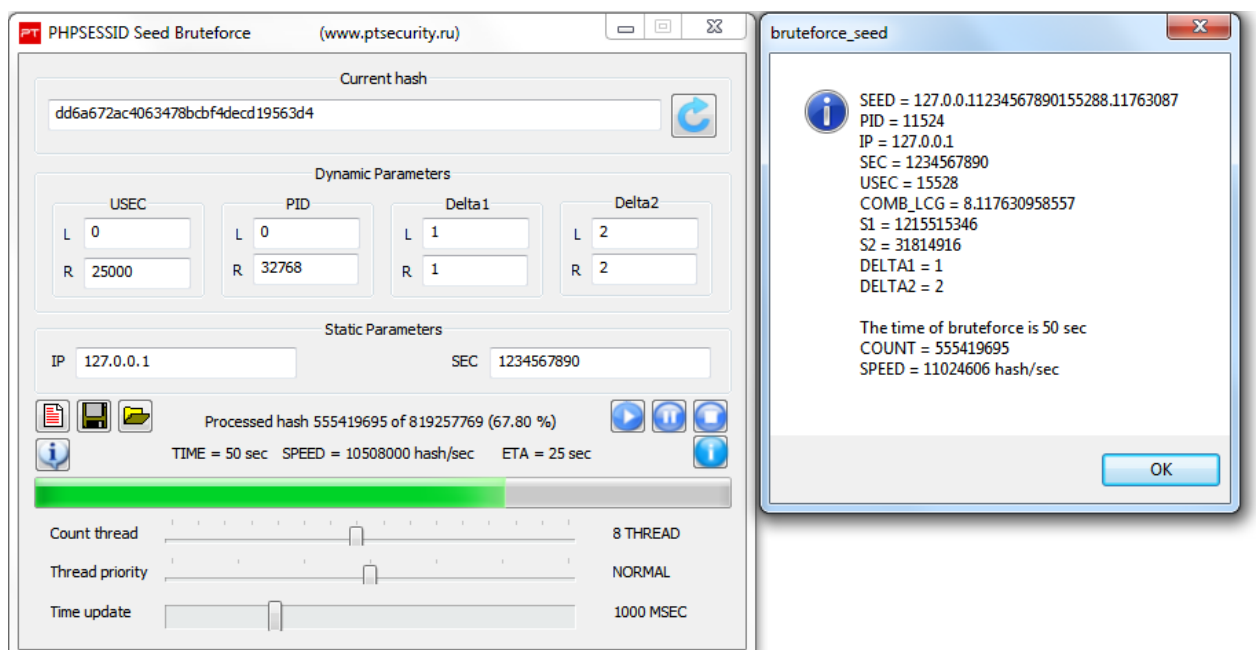 PT PHPSESSID Seed Bruteforce (www.ptsecurity.ru)
Current hash
dd6a672ac4063478bcbf4decd19563d4
Dynamic Parameters
USEC PID Delta1 Delta2
L 0 L 0 L 1 L 2
R 25000 R 32768 R 1 R 2
Static Parameters
IP 127.0.0.1 SEC 1234567890
Processed hash 555419695 of 819257769 (67.80 %)
TIME = 50 sec SPEED = 10508000 hash/sec ETA = 25 sec
Count thread 8 THREAD
Thread priority NORMAL
Time update 1000 MSEC
bruteforce_seed
SEED = 127.0.0.11234567890155288.11763087
PID = 11524
IP = 127.0.0.1
SEC = 1234567890
USEC = 15528
COMB_LCG = 8.117630958557
S1 = 1215515346
S2 = 31814916
DELTA1 = 1
DELTA2 = 2
The time of bruteforce is 50 sec
COUNT = 555419695
SPEED = 11024606 hash/sec
OK